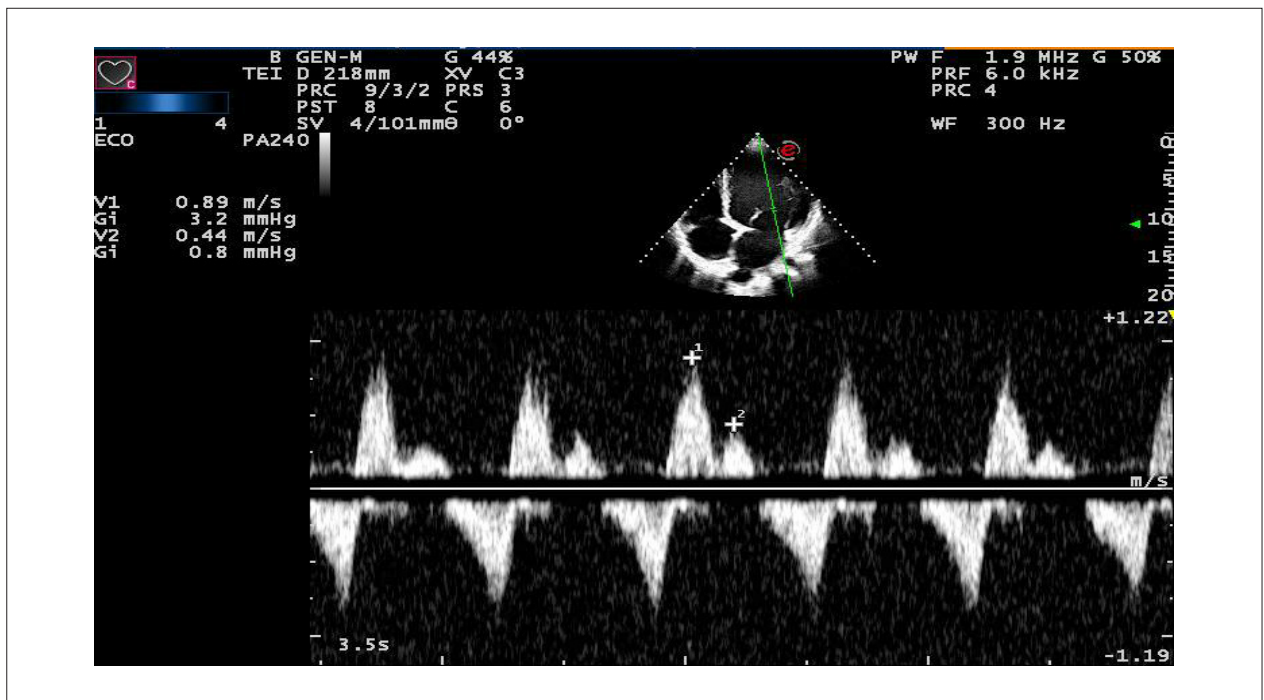 B GEN-M G 44%
TEI D 218mm XV C3
PRC 9/3/2 PRS 3
PST 8 C 6
SV 4/101mmΘ 0°
PW F 1.9 MHz G 50%
PRF 6.0 kHz
PRC 4
WF 300 Hz
C
1 4
ECO PA240
V1 0.89 m/s
Gi 3.2 mmHg
V2 0.44 m/s
Gi 0.8 mmHg
e
0
5
10
15
20
+1.22
1
2
m/s
3.5s
-1.19